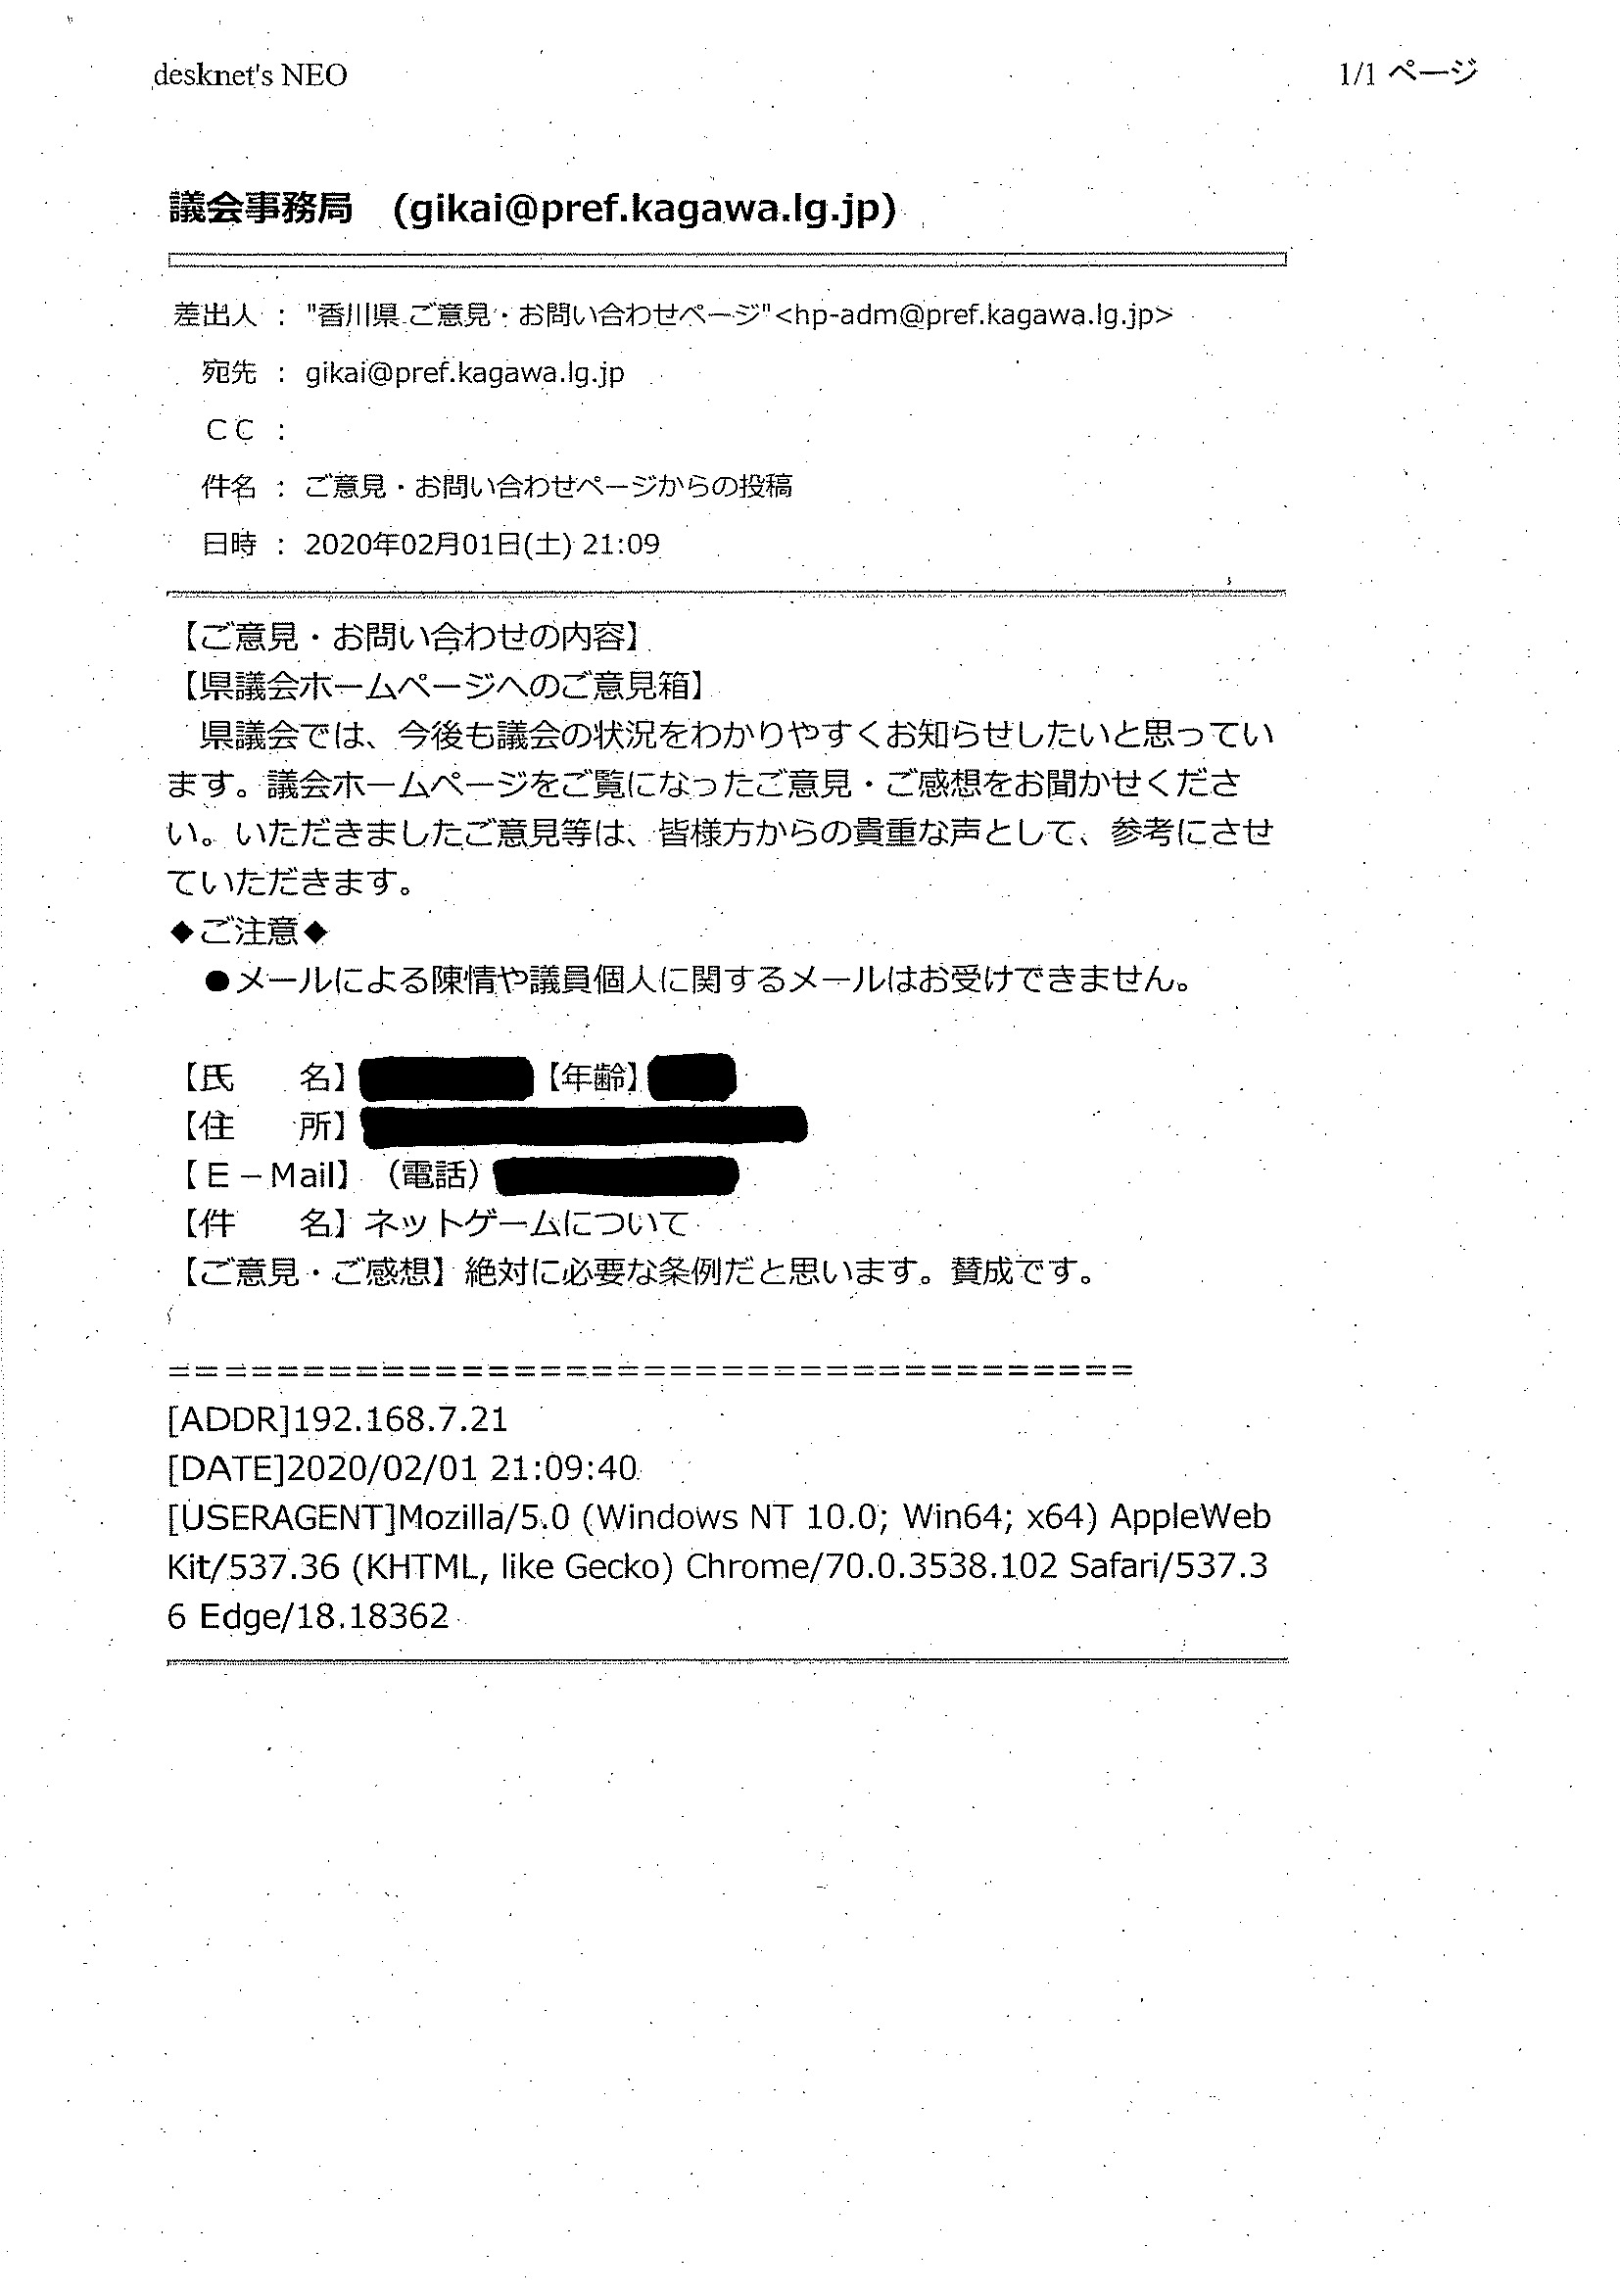 desknet's NEO
1/1 ページ
議会事務局 (gikai@pref.kagawa.lg.jp)
差出人 : "香川県 ご意見・お問い合わせページ"<hp-adm@pref.kagawa.lg.jp>
宛先 : gikai@pref.kagawa.lg.jp
CC :
件名 : ご意見・お問い合わせページからの投稿
日時 : 2020年02月01日(土) 21:09
【ご意見・お問い合わせの内容】
【県議会ホームページへのご意見箱】
県議会では、今後も議会の状況をわかりやすくお知らせしたいと思ってい
ます。議会ホームページをご覧になったご意見・ご感想をお聞かせくださ
い。いただきましたご意見等は、皆様方からの貴重な声として、参考にさせ
ていただきます。
◆ご注意◆
●メールによる陳情や議員個人に関するメールはお受けできません。
【氏　　名】 【年齢】
【住　　所】
【E－Mail】（電話）
【件　　名】ネットゲームについて
【ご意見・ご感想】絶対に必要な条例だと思います。賛成です。
=====================================
[ADDR]192.168.7.21
[DATE]2020/02/01 21:09:40
[USERAGENT]Mozilla/5.0 (Windows NT 10.0; Win64; x64) AppleWeb
Kit/537.36 (KHTML, like Gecko) Chrome/70.0.3538.102 Safari/537.3
6 Edge/18.18362